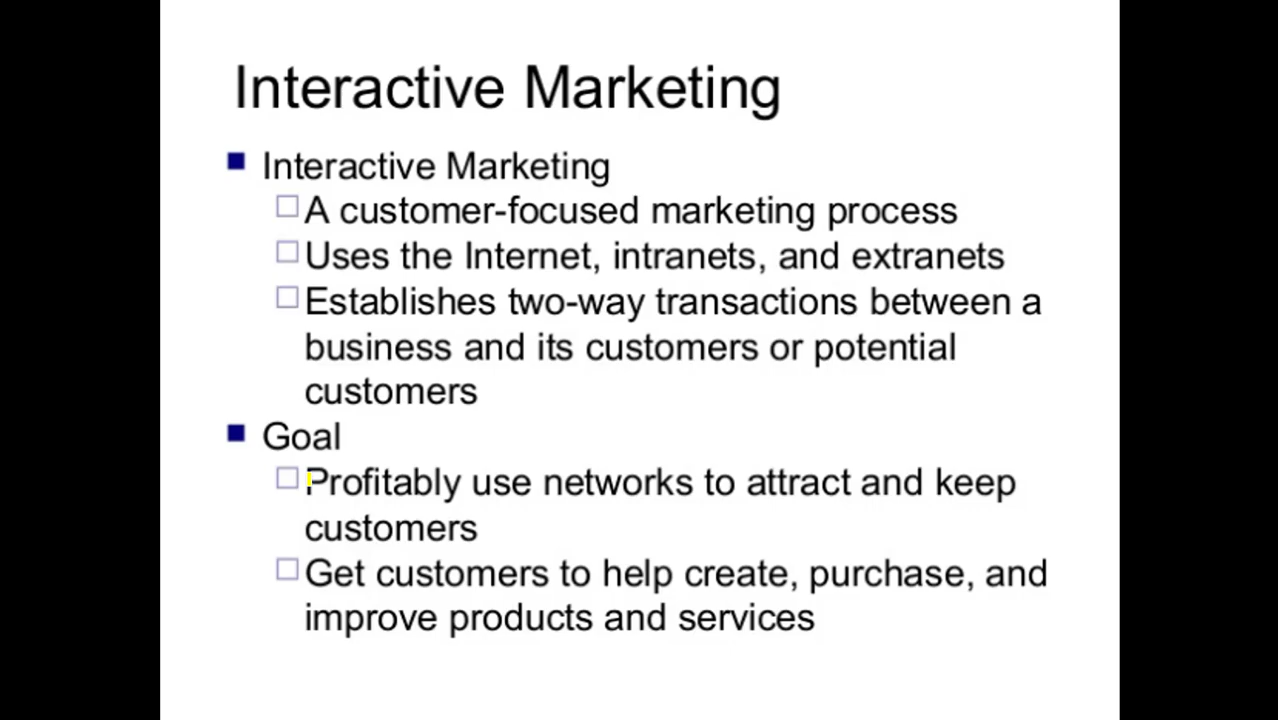 Interactive Marketing
Interactive Marketing
A customer-focused marketing process
Uses the Internet, intranets, and extranets
Establishes two-way transactions between a
business and its customers or potential
customers
Goal
Profitably use networks to attract and keep
customers
Get customers to help create, purchase, and
improve products and services